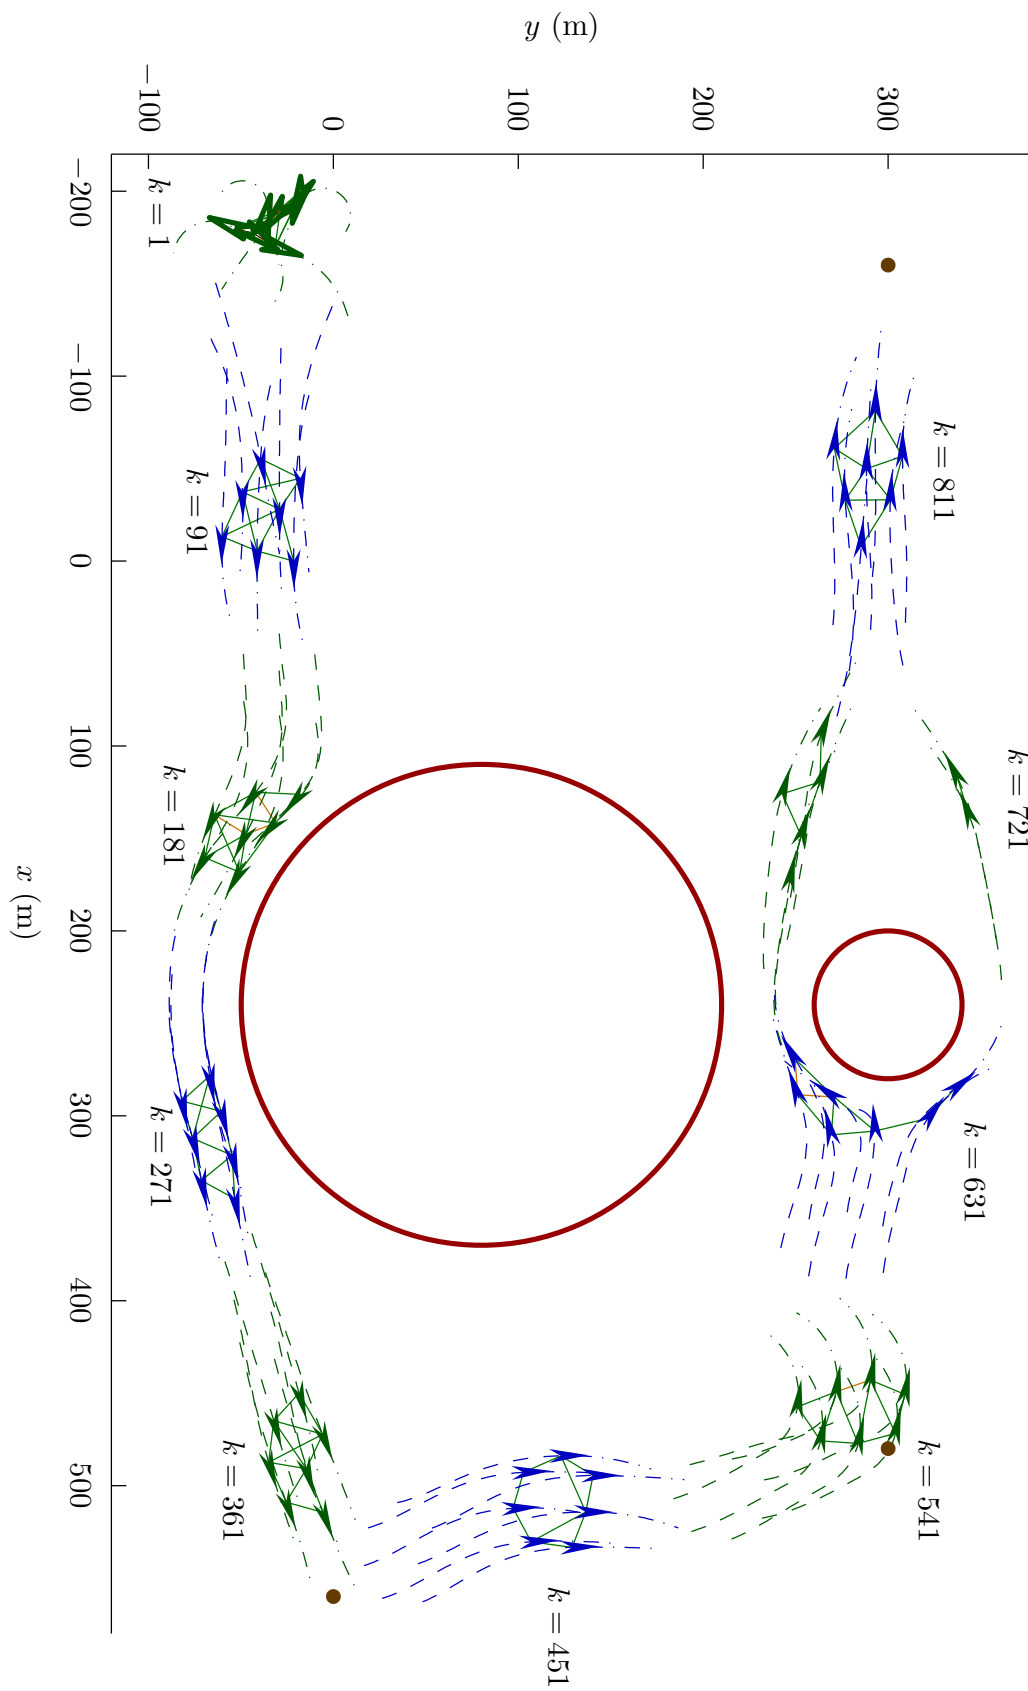 y (m)
−100
0
100
200
300
−200
−100
0
100
200
300
400
500
x (m)
k = 1
k = 91
k = 181
k = 271
k = 361
k = 451
k = 541
k = 631
k = 721
k = 811